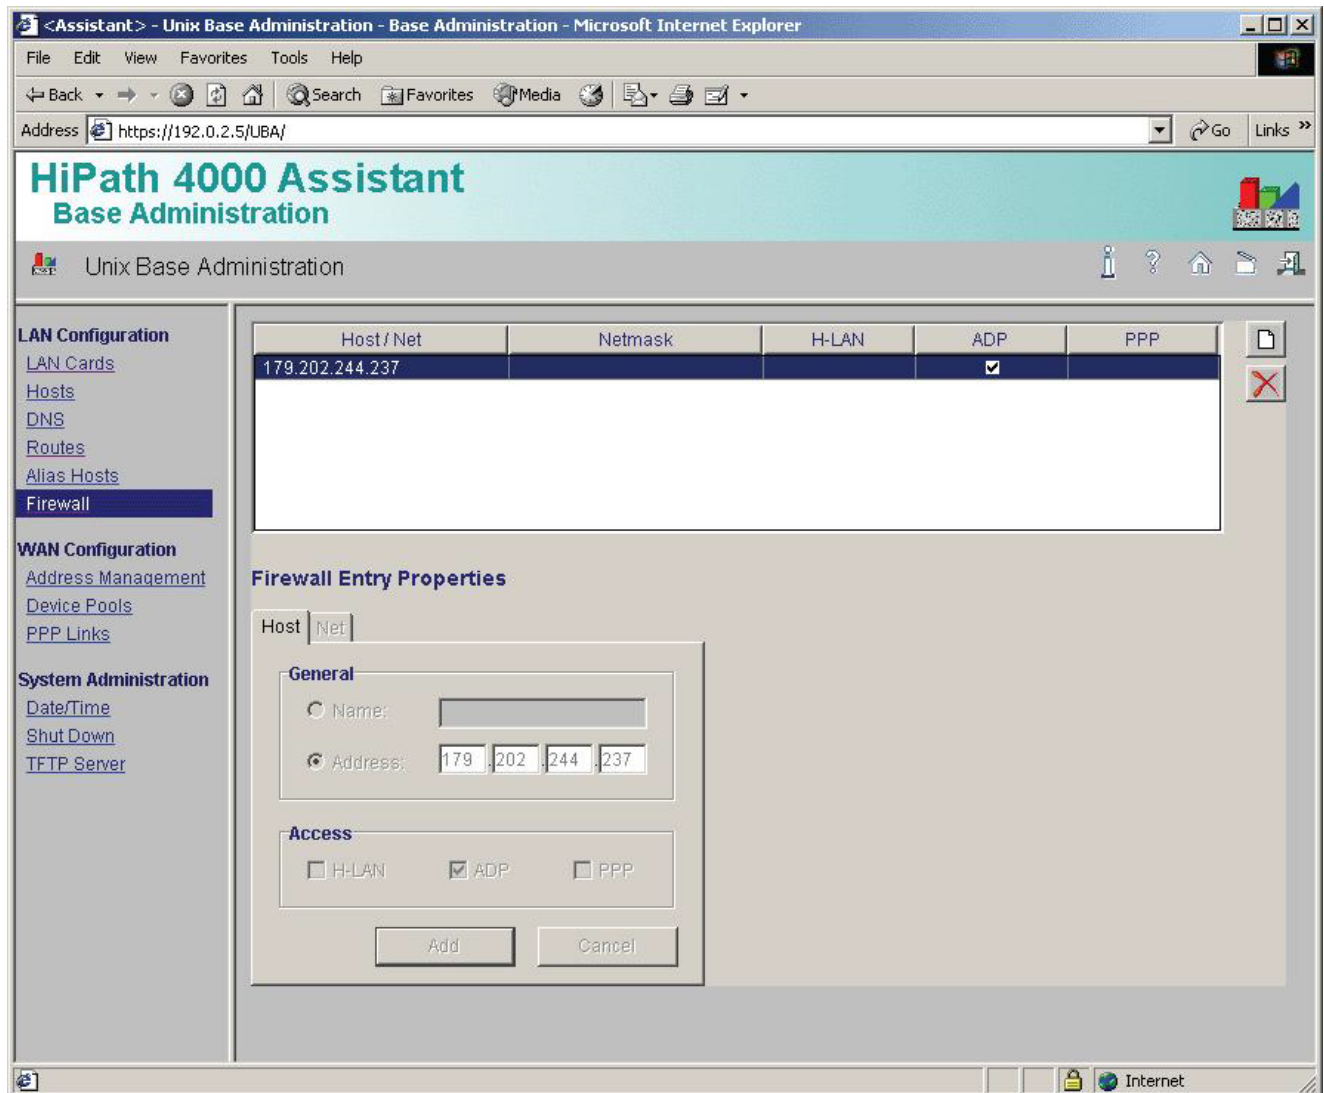 <Assistant> - Unix Base Administration - Base Administration - Microsoft Internet Explorer
File Edit View Favorites Tools Help
Back Search Favorites Media
Address https://192.0.2.5/UBA/ Go Links »
HiPath 4000 Assistant
Base Administration
Unix Base Administration
LAN Configuration
LAN Cards
Hosts
DNS
Routes
Alias Hosts
Firewall
WAN Configuration
Address Management
Device Pools
PPP Links
System Administration
Date/Time
Shut Down
TFTP Server
Host / Net Netmask H-LAN ADP PPP
179.202.244.237
Firewall Entry Properties
Host Net
General
Name:
Address: 179 .202 .244 .237
Access
H-LAN ADP PPP
Add Cancel
Internet